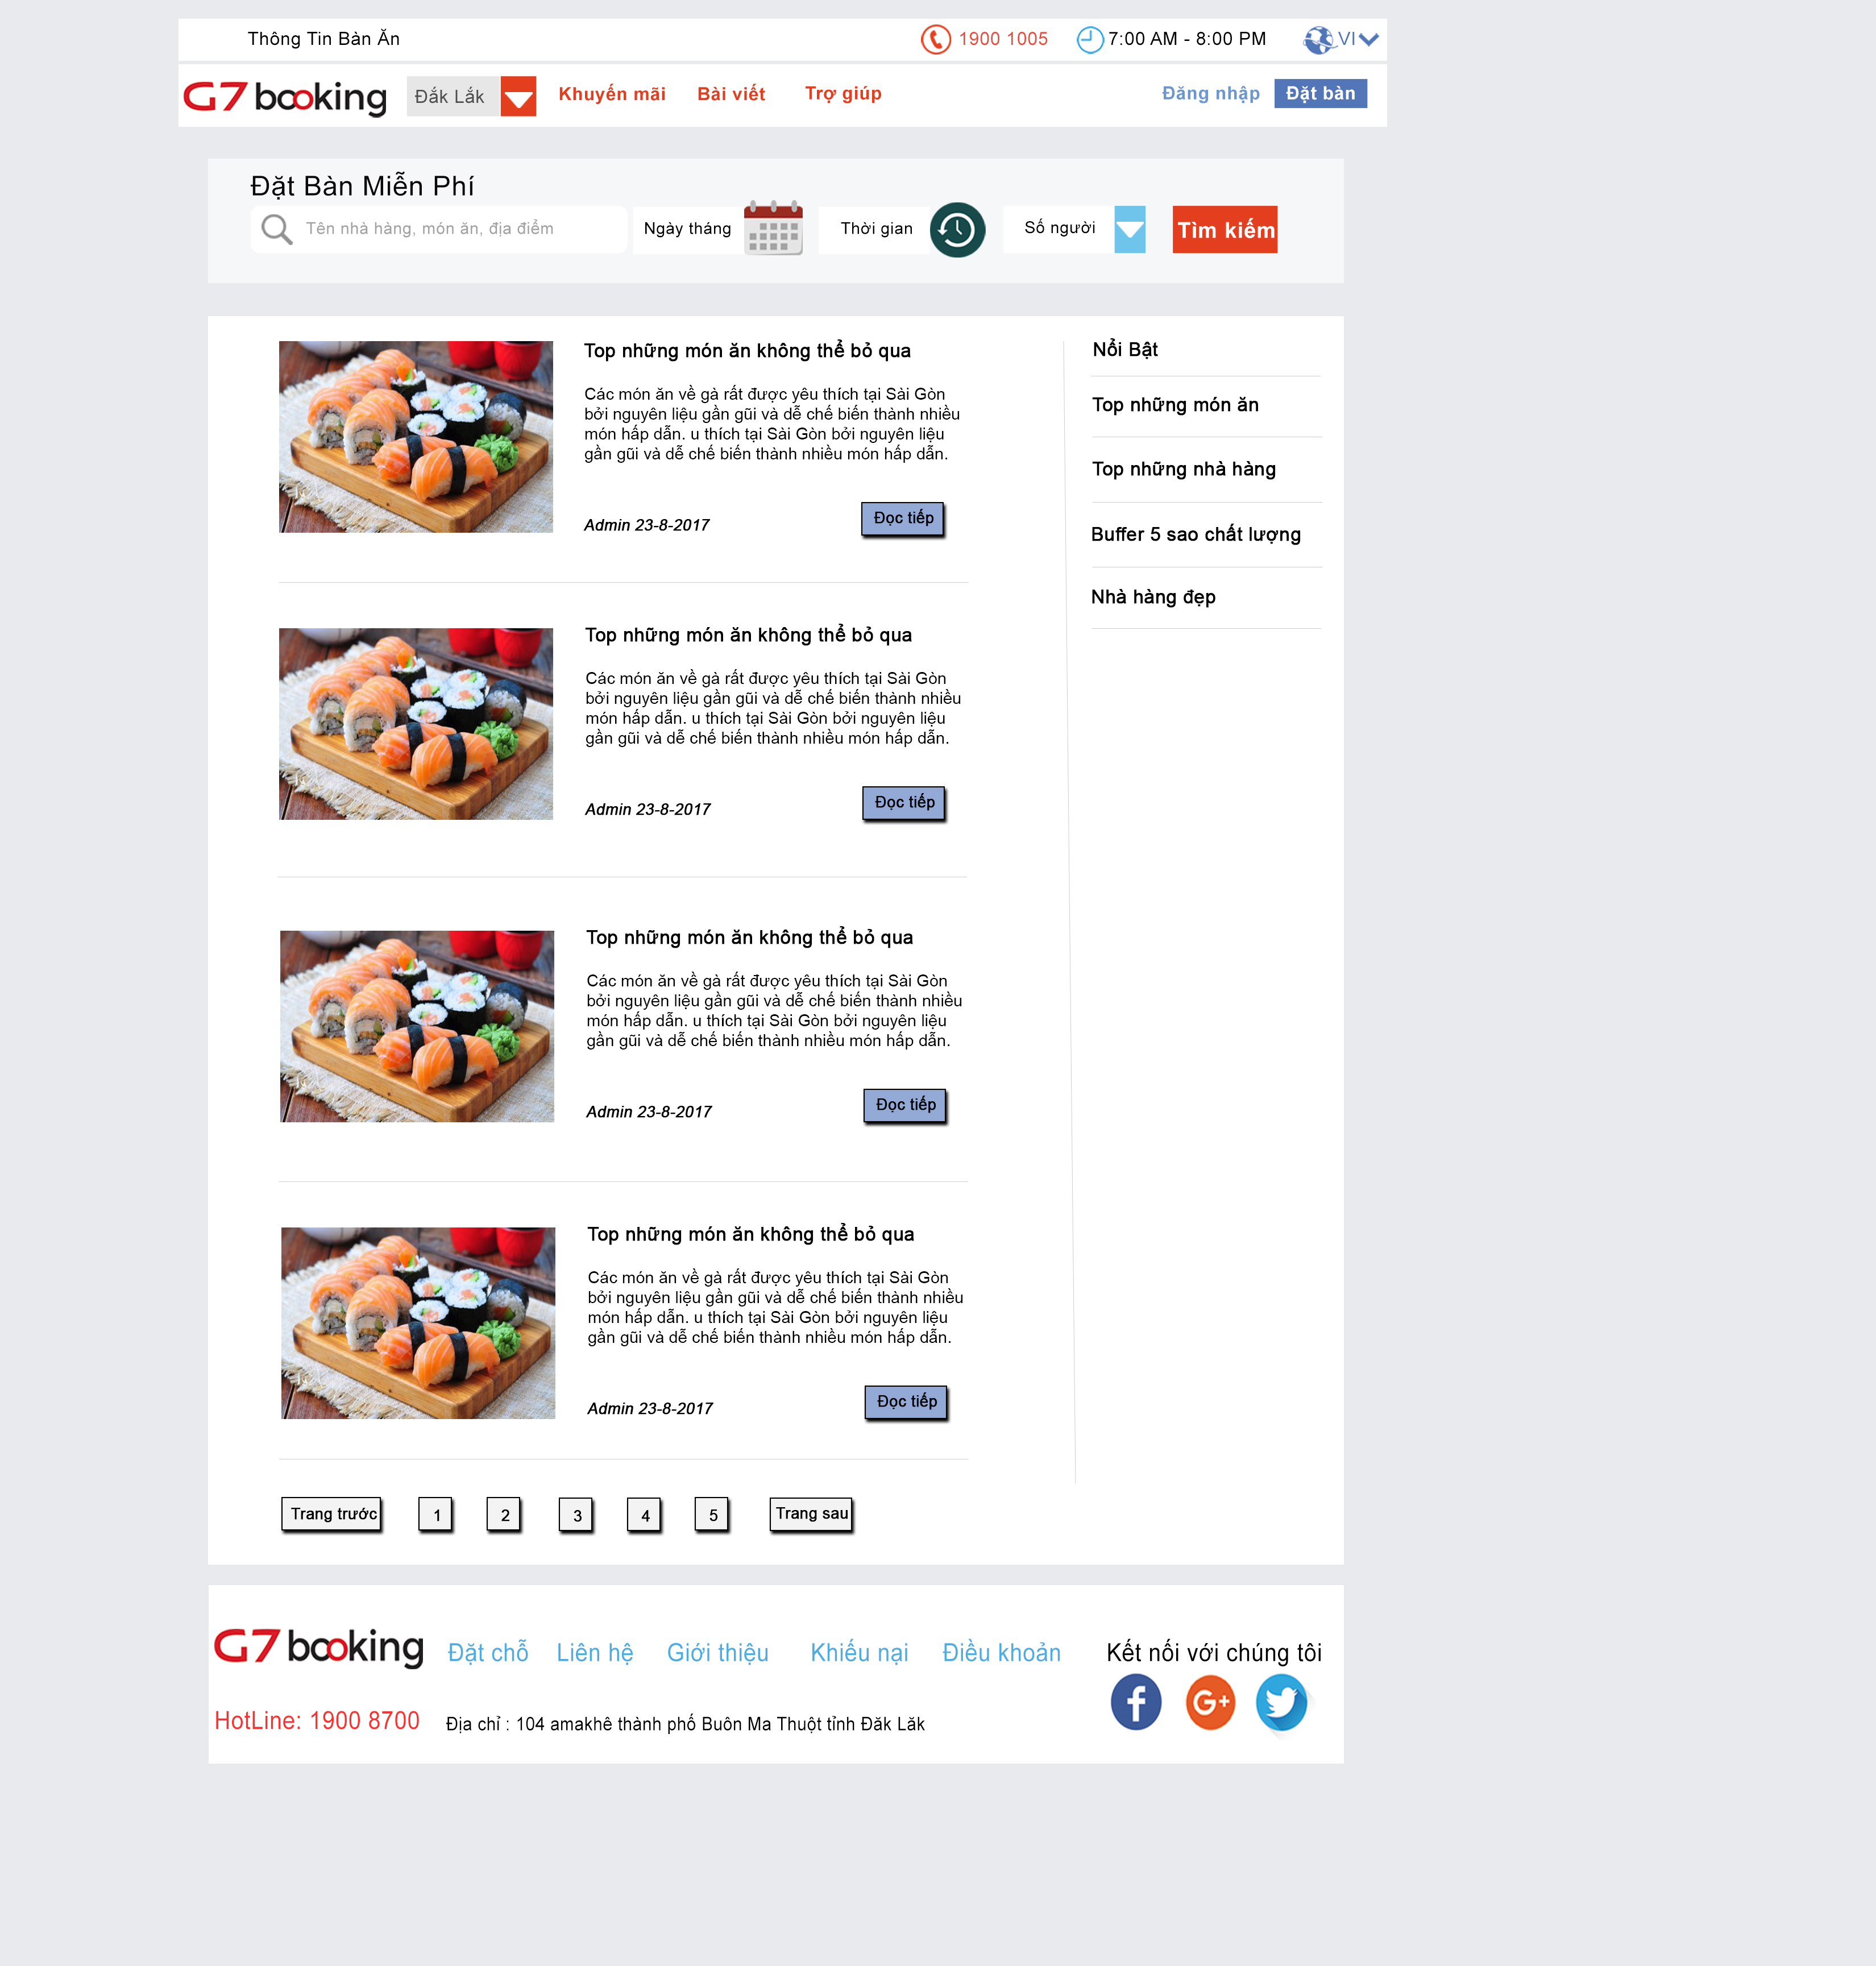 Thông Tin Bàn Ăn
1900 1005
7:00 AM - 8:00 PM
VI
G7 booking
Đắk Lắk
Khuyến mãi
Bài viết
Trợ giúp
Đăng nhập
Đặt bàn
Đặt Bàn Miễn Phí
Tên nhà hàng, món ăn, địa điểm
Ngày tháng
Thời gian
Số người
Tìm kiếm
Top những món ăn không thể bỏ qua
Các món ăn về gà rất được yêu thích tại Sài Gòn
bởi nguyên liệu gần gũi và dễ chế biến thành nhiều
món hấp dẫn. u thích tại Sài Gòn bởi nguyên liệu
gần gũi và dễ chế biến thành nhiều món hấp dẫn.
Admin 23-8-2017
Đọc tiếp
Top những món ăn không thể bỏ qua
Các món ăn về gà rất được yêu thích tại Sài Gòn
bởi nguyên liệu gần gũi và dễ chế biến thành nhiều
món hấp dẫn. u thích tại Sài Gòn bởi nguyên liệu
gần gũi và dễ chế biến thành nhiều món hấp dẫn.
Admin 23-8-2017
Đọc tiếp
Top những món ăn không thể bỏ qua
Các món ăn về gà rất được yêu thích tại Sài Gòn
bởi nguyên liệu gần gũi và dễ chế biến thành nhiều
món hấp dẫn. u thích tại Sài Gòn bởi nguyên liệu
gần gũi và dễ chế biến thành nhiều món hấp dẫn.
Admin 23-8-2017
Đọc tiếp
Top những món ăn không thể bỏ qua
Các món ăn về gà rất được yêu thích tại Sài Gòn
bởi nguyên liệu gần gũi và dễ chế biến thành nhiều
món hấp dẫn. u thích tại Sài Gòn bởi nguyên liệu
gần gũi và dễ chế biến thành nhiều món hấp dẫn.
Admin 23-8-2017
Đọc tiếp
Nổi Bật
Top những món ăn
Top những nhà hàng
Buffer 5 sao chất lượng
Nhà hàng đẹp
Trang trước
1
2
3
4
5
Trang sau
G7 booking
Đặt chỗ
Liên hệ
Giới thiệu
Khiếu nại
Điều khoản
Kết nối với chúng tôi
f
G+
HotLine: 1900 8700
Địa chỉ : 104 amakhê thành phố Buôn Ma Thuột tỉnh Đăk Lăk